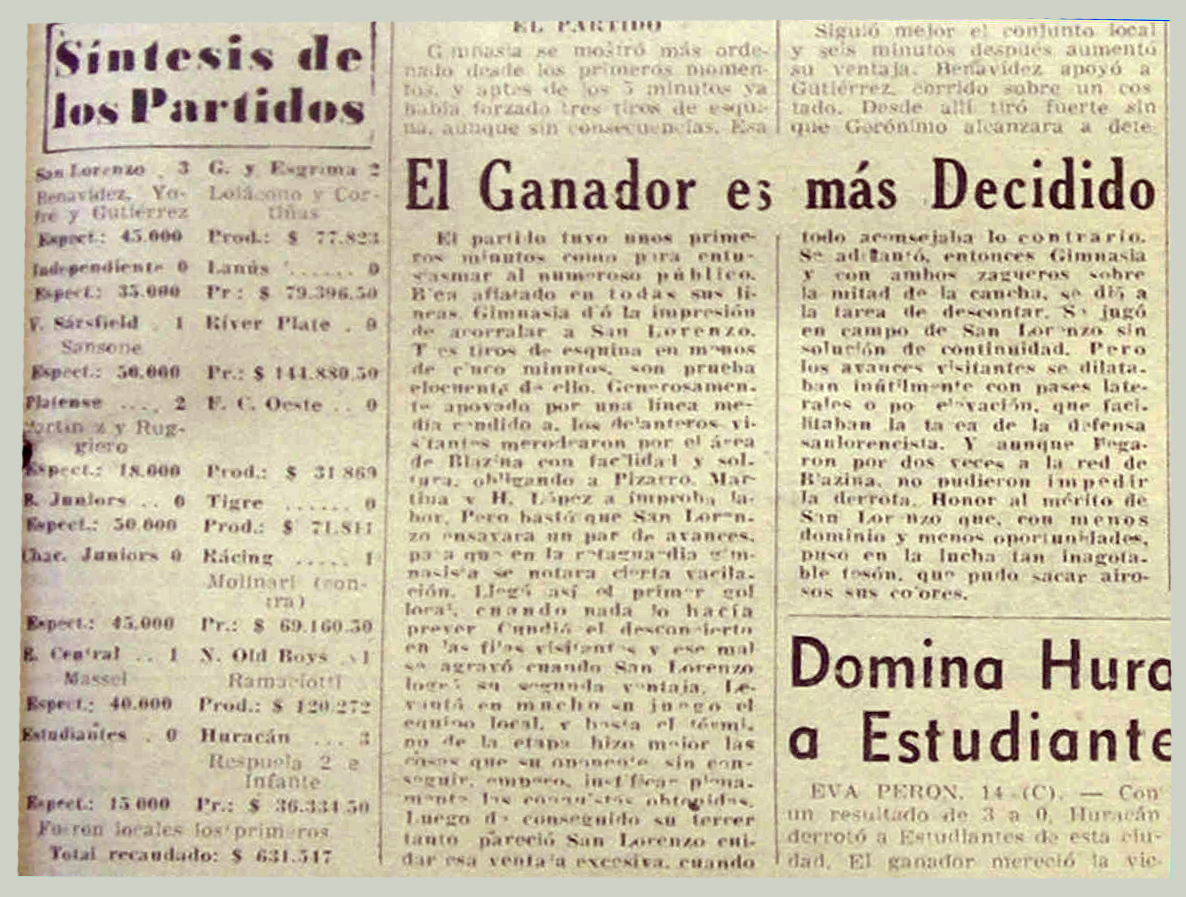 Síntesis de
los Partidos
San Lorenzo . 3 G. y Esgrima 2
Benavídez, Yo- Lolácono y Cor-
fre y Gutiérrez tiñas
Espect.: 45.000 Prod.: $ 77.823
Independiente 0 Lanús ...... 0
Espect.: 35.000 Pr: $ 79.396.50
V. Sársfield . 1 River Plate . 0
Sansone
Espect.: 50.000 Pr.: $ 141.880.50
Platense ...., 2 F. C. Oeste .. 0
y Rug-
giero
Espect.: 18.000 Prod.: $ 31 869
B. Juniors .. 0 Tigre ...... 0
Espect.: 50.000 Prod.: $ 71.811
Chac. Juniors 0 Rácing ..... 1
Molinari (con-
tra)
Espect.: 45.000 Pr.: $ 69.160.50
R. Central .. 1 N. Old Boys . 1
Massei Ramaciotti
Espect.: 40.000 Prod.: $ 120.272
Estudiantes . 0 Huracán ... 3
Respuela 2 e
Infante
Espect.: 15 000 Pr.: $ 36.334 50
Fueron locales los primeros
Total recaudado: $ 631.547
EL PARTIDO
Gimnasia se mostró más orde-
nado desde los primeros momen-
tos, y antes de los 5 minutos ya
había forzado tres tiros de esqui-
na, aunque sin consecuencias. Esa
Siguió mejor el conjunto local
y seis minutos después aumentó
su ventaja. Benavídez apoyó a
Gutiérrez, corrido sobre un cos
tado. Desde allí tiró fuerte sin
que Gerónimo alcanzara a dete
El Ganador es más Decidido
El partido tuvo unos prime-
ros minutos como para entu-
siasmar al numeroso público.
Bien afiatado en todas sus lí-
neas, Gimnasia dió la impresión
de acorralar a San Lorenzo.
Tres tiros de esquina en menos
de cinco minutos, son prueba
elocuente de ello. Generosamen-
te apoyado por una línea me-
dia rendido a, los delanteros vi-
sitantes merodearon por el área
de Blazina con facilidad y sol-
tura, obligando a Pizarro, Mar-
tina y H. López a ímproba la-
bor. Pero bastó que San Loren-
zo ensayara un par de avances,
para que en la retaguardia gim-
nasista se notara cierta vacila-
ción. Llegó así el primer gol
local, cuando nada lo hacía
prever Cundió el desconcierto
en las filas visitantes y ese mal
se agravó cuando San Lorenzo
logró su segunda ventaja. Le-
vantó en mucho su juego el
equipo local, y hasta el térmi-
no de la etapa hizo mejor las
cosas que su oponente sin con-
seguir, empero, justificar plena-
mente las conquistas obtenidas.
Luego de conseguido su tercer
tanto pareció San Lorenzo cui-
dar esa ventaja excesiva, cuando
todo aconsejaba lo contrario.
Se adelantó, entonces Gimnasia
y con ambos zagueros sobre
la mitad de la cancha, se dió a
la tarea de descontar. Se jugó
en campo de San Lorenzo sin
solución de continuidad. Pero
los avances visitantes se dilata-
ban inútilmente con pases late-
rales o po elevación, que faci-
litaban la tarea de la defensa
sanlorencista. Y aunque llega-
ron por dos veces a la red de
Blazina, no pudieron impedir
la derrota. Honor al mérito de
San Lorenzo que, con menos
dominio y menos oportunidades,
puso en la lucha tan inagota-
ble tesón, que pudo sacar airo-
sos sus colores.
Domina Hura
a Estudiante
EVA PERON, 14 (C). — Con
un resultado de 3 a 0, Huracán
derrotó a Estudiantes de esta ciu-
dad. El ganador mereció la vic-